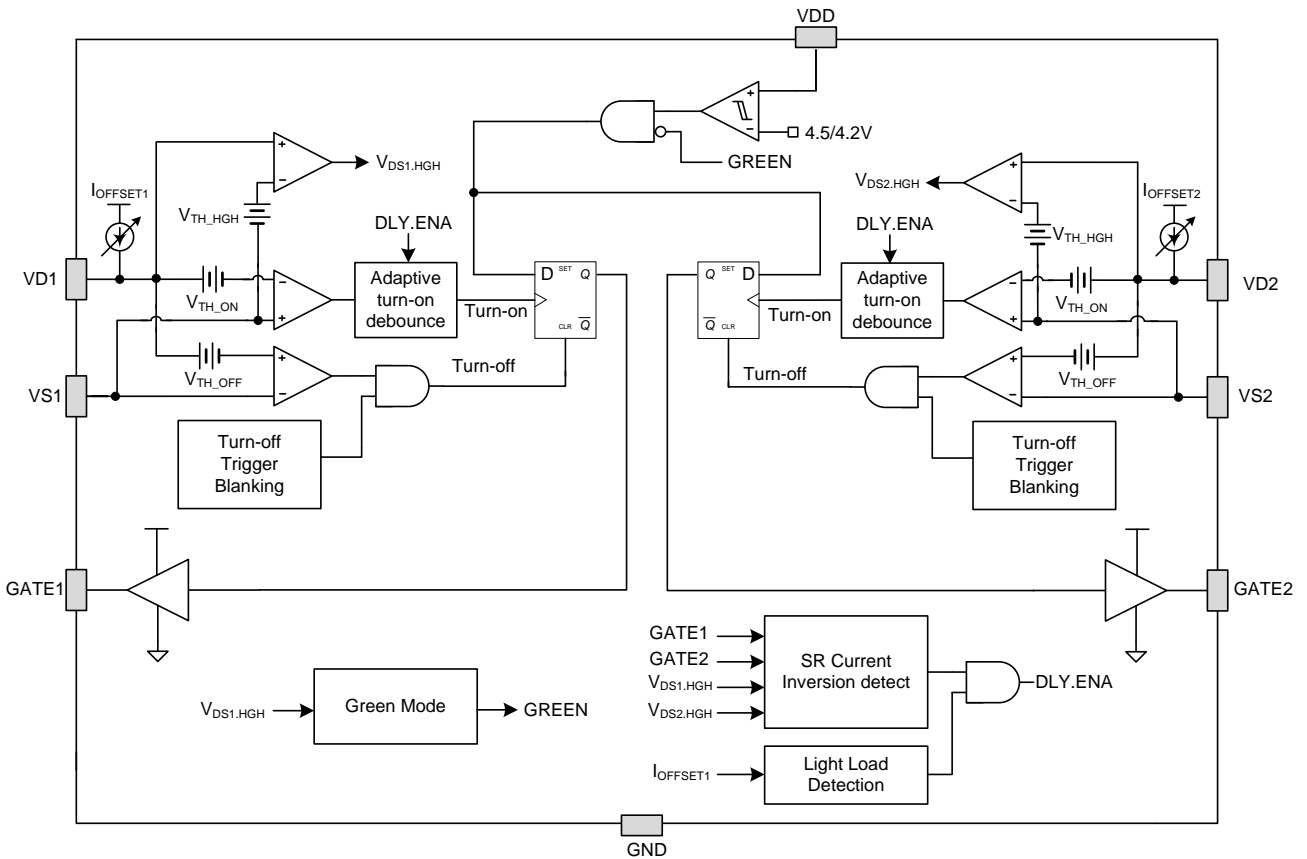 VDD
4.5/4.2V
GREEN
VDS1.HGH
VDS2.HGH
IOFFSET1
IOFFSET2
VTH_HGH
VTH_HGH
DLY.ENA
DLY.ENA
VD1
VD2
VTH_ON
VTH_ON
Adaptive
turn-on
debounce
Adaptive
turn-on
debounce
Turn-on
Turn-on
D SET Q
CLR Q
Q SET D
Q CLR
VTH_OFF
VTH_OFF
Turn-off
Turn-off
VS1
VS2
Turn-off
Trigger
Blanking
Turn-off
Trigger
Blanking
GATE1
GATE2
GATE1
GATE2
VDS1.HGH
VDS2.HGH
SR Current
Inversion detect
DLY.ENA
VDS1.HGH
Green Mode
GREEN
IOFFSET1
Light Load
Detection
GND